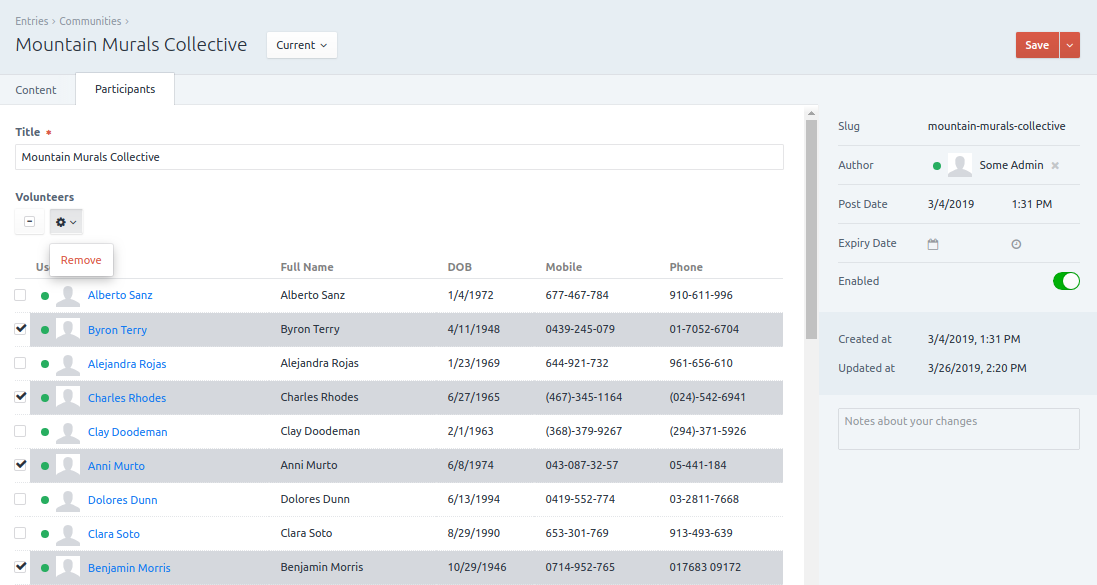 Entries › Communities ›
Mountain Murals Collective Current Save
Content Participants
Title *
Mountain Murals Collective
Volunteers
Remove
Us Full Name DOB Mobile Phone
Alberto Sanz Alberto Sanz 1/4/1972 677-467-784 910-611-996
Byron Terry Byron Terry 4/11/1948 0439-245-079 01-7052-6704
Alejandra Rojas Alejandra Rojas 1/23/1969 644-921-732 961-656-610
Charles Rhodes Charles Rhodes 6/27/1965 (467)-345-1164 (024)-542-6941
Clay Doodeman Clay Doodeman 2/1/1963 (368)-379-9267 (294)-371-5926
Anni Murto Anni Murto 6/8/1974 043-087-32-57 05-441-184
Dolores Dunn Dolores Dunn 6/13/1994 0419-552-774 03-2811-7668
Clara Soto Clara Soto 8/29/1990 653-301-769 913-493-639
Benjamin Morris Benjamin Morris 10/29/1946 0714-952-765 017683 09172
Slug mountain-murals-collective
Author Some Admin
Post Date 3/4/2019 1:31 PM
Expiry Date
Enabled
Created at 3/4/2019, 1:31 PM
Updated at 3/26/2019, 2:20 PM
Notes about your changes